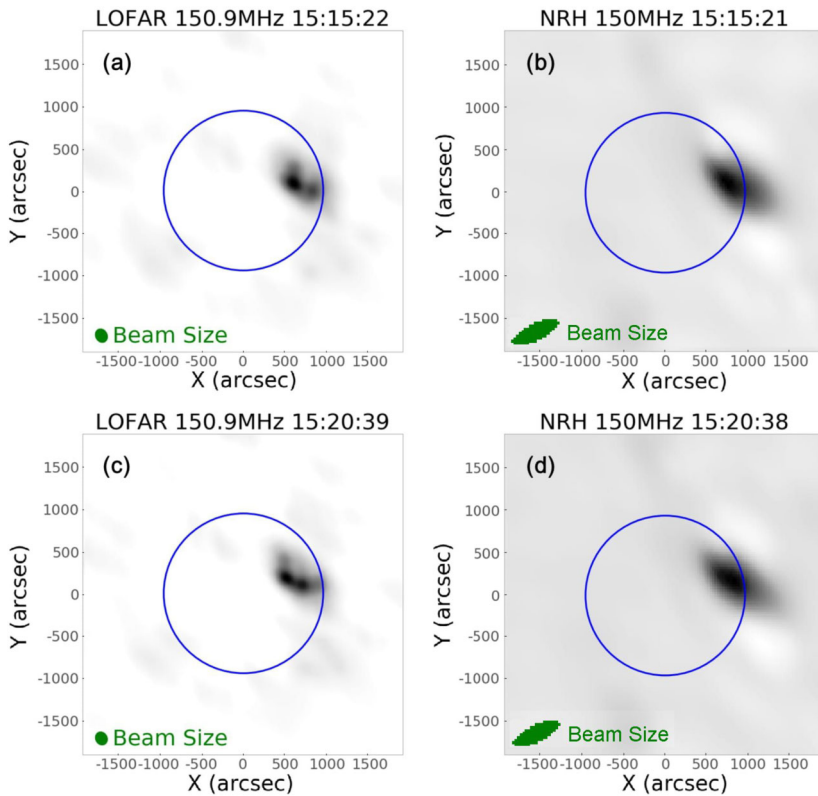 LOFAR 150.9MHz 15:15:22
(a)
1500
1000
500
0
-500
-1000
-1500
Y (arcsec)
Beam Size
-1500-1000-500 0 500 1000 1500
X (arcsec)
NRH 150MHz 15:15:21
(b)
1500
1000
500
0
-500
-1000
-1500
Y (arcsec)
Beam Size
-1500-1000-500 0 500 1000 1500
X (arcsec)
LOFAR 150.9MHz 15:20:39
(c)
1500
1000
500
0
-500
-1000
-1500
Y (arcsec)
Beam Size
-1500-1000-500 0 500 1000 1500
X (arcsec)
NRH 150MHz 15:20:38
(d)
1500
1000
500
0
-500
-1000
-1500
Y (arcsec)
Beam Size
-1500-1000-500 0 500 1000 1500
X (arcsec)